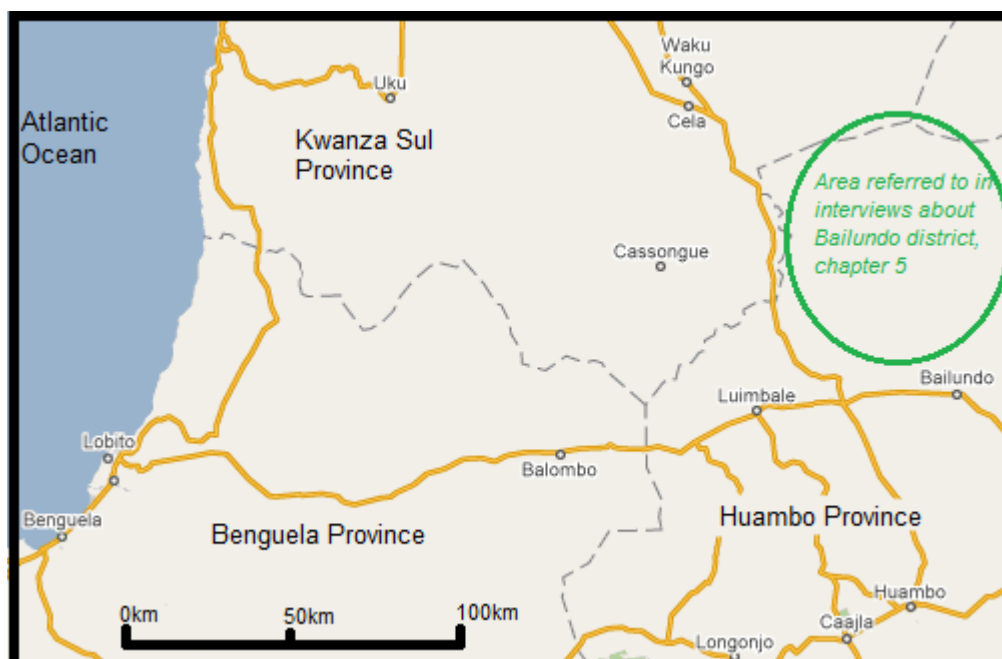 Waku
Kungo
Uku
Cela
Atlantic
Ocean
Kwanza Sul
Province
Area referred to in
interviews about
Bailundo district,
chapter 5
Cassongue
Bailundo
Luimbale
Lobito
Balombo
Benguela
Benguela Province
Huambo Province
0km
50km
100km
Huambo
Caajla
Longonjo